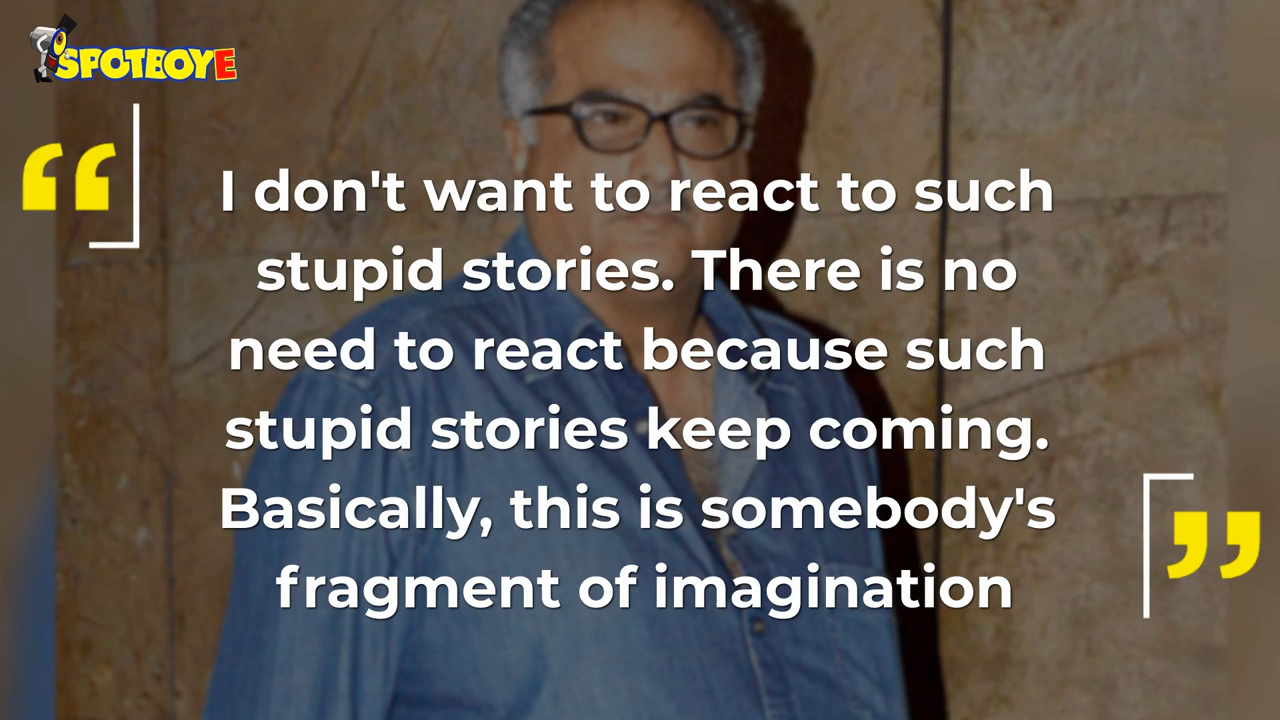 SPOTBOYE
“
I don't want to react to such
stupid stories. There is no
need to react because such
stupid stories keep coming.
Basically, this is somebody's
fragment of imagination
”